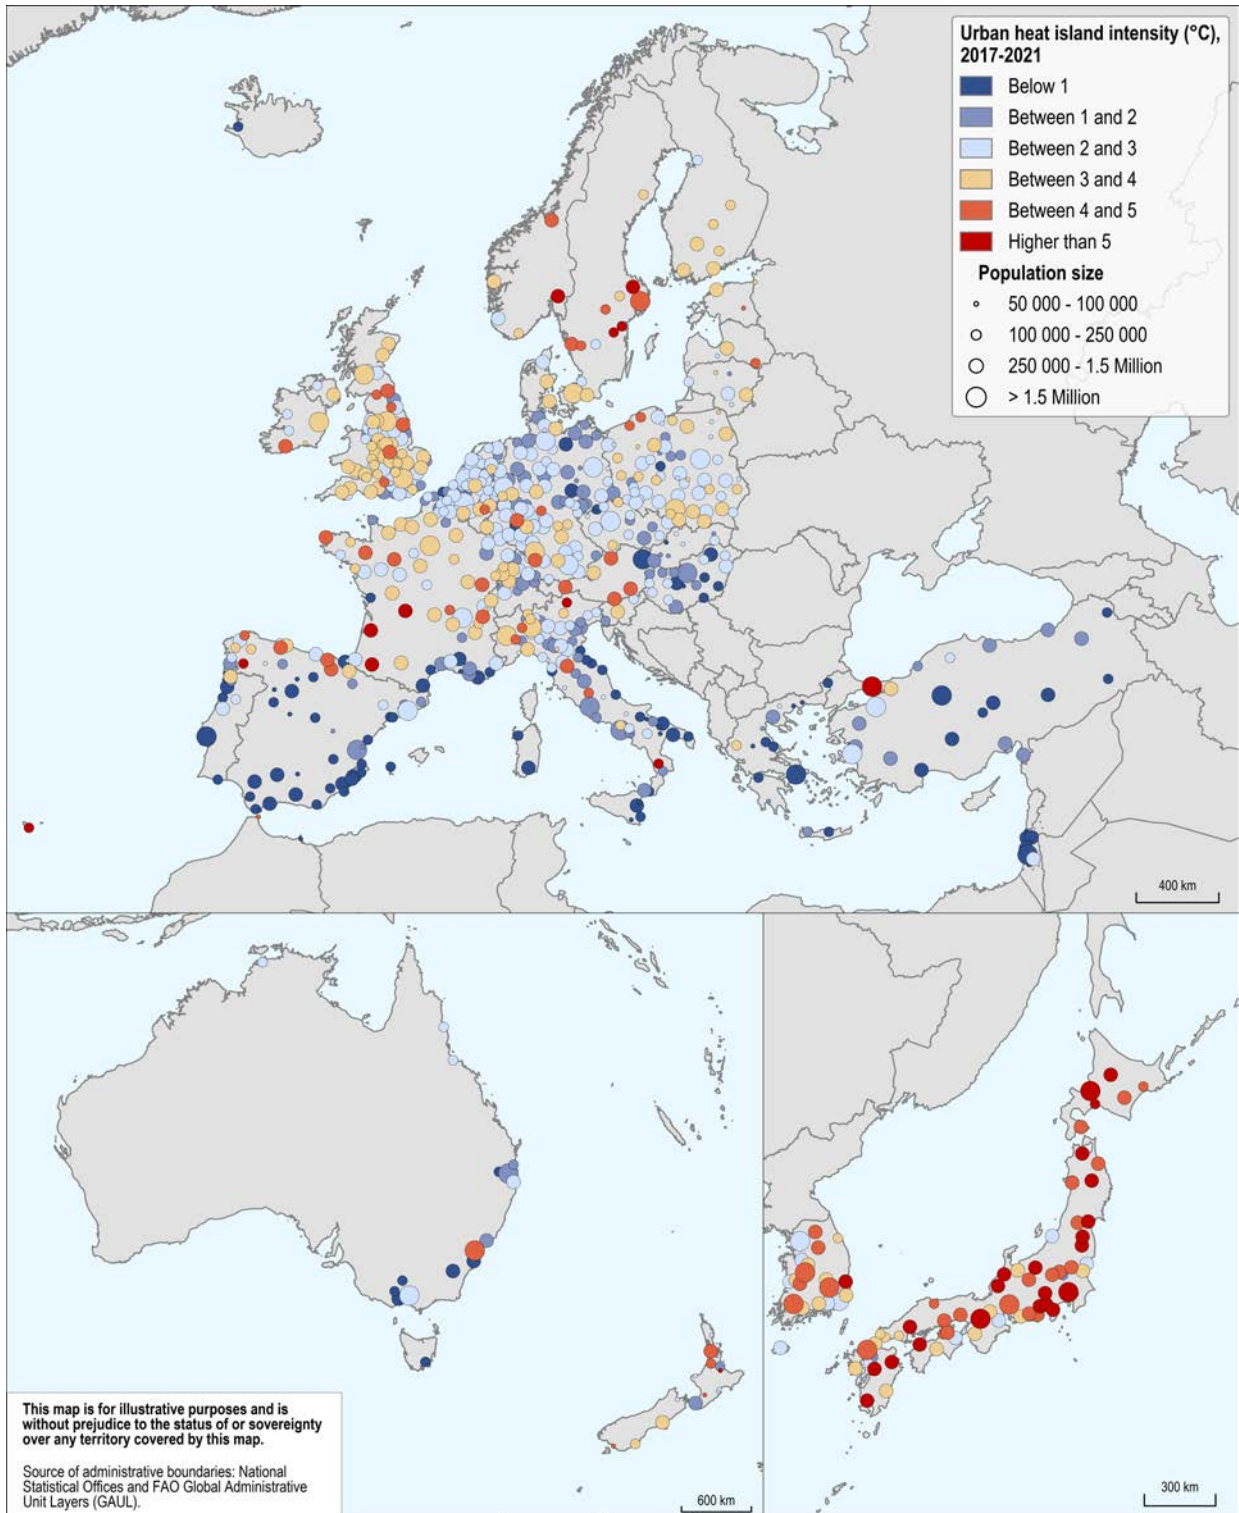 Urban heat island intensity (°C),
2017-2021
Below 1
Between 1 and 2
Between 2 and 3
Between 3 and 4
Between 4 and 5
Higher than 5
Population size
50 000 - 100 000
100 000 - 250 000
250 000 - 1.5 Million
> 1.5 Million
400 km
This map is for illustrative purposes and is
without prejudice to the status of or sovereignty
over any territory covered by this map.
Source of administrative boundaries: National
Statistical Offices and FAO Global Administrative
Unit Layers (GAUL).
600 km
300 km